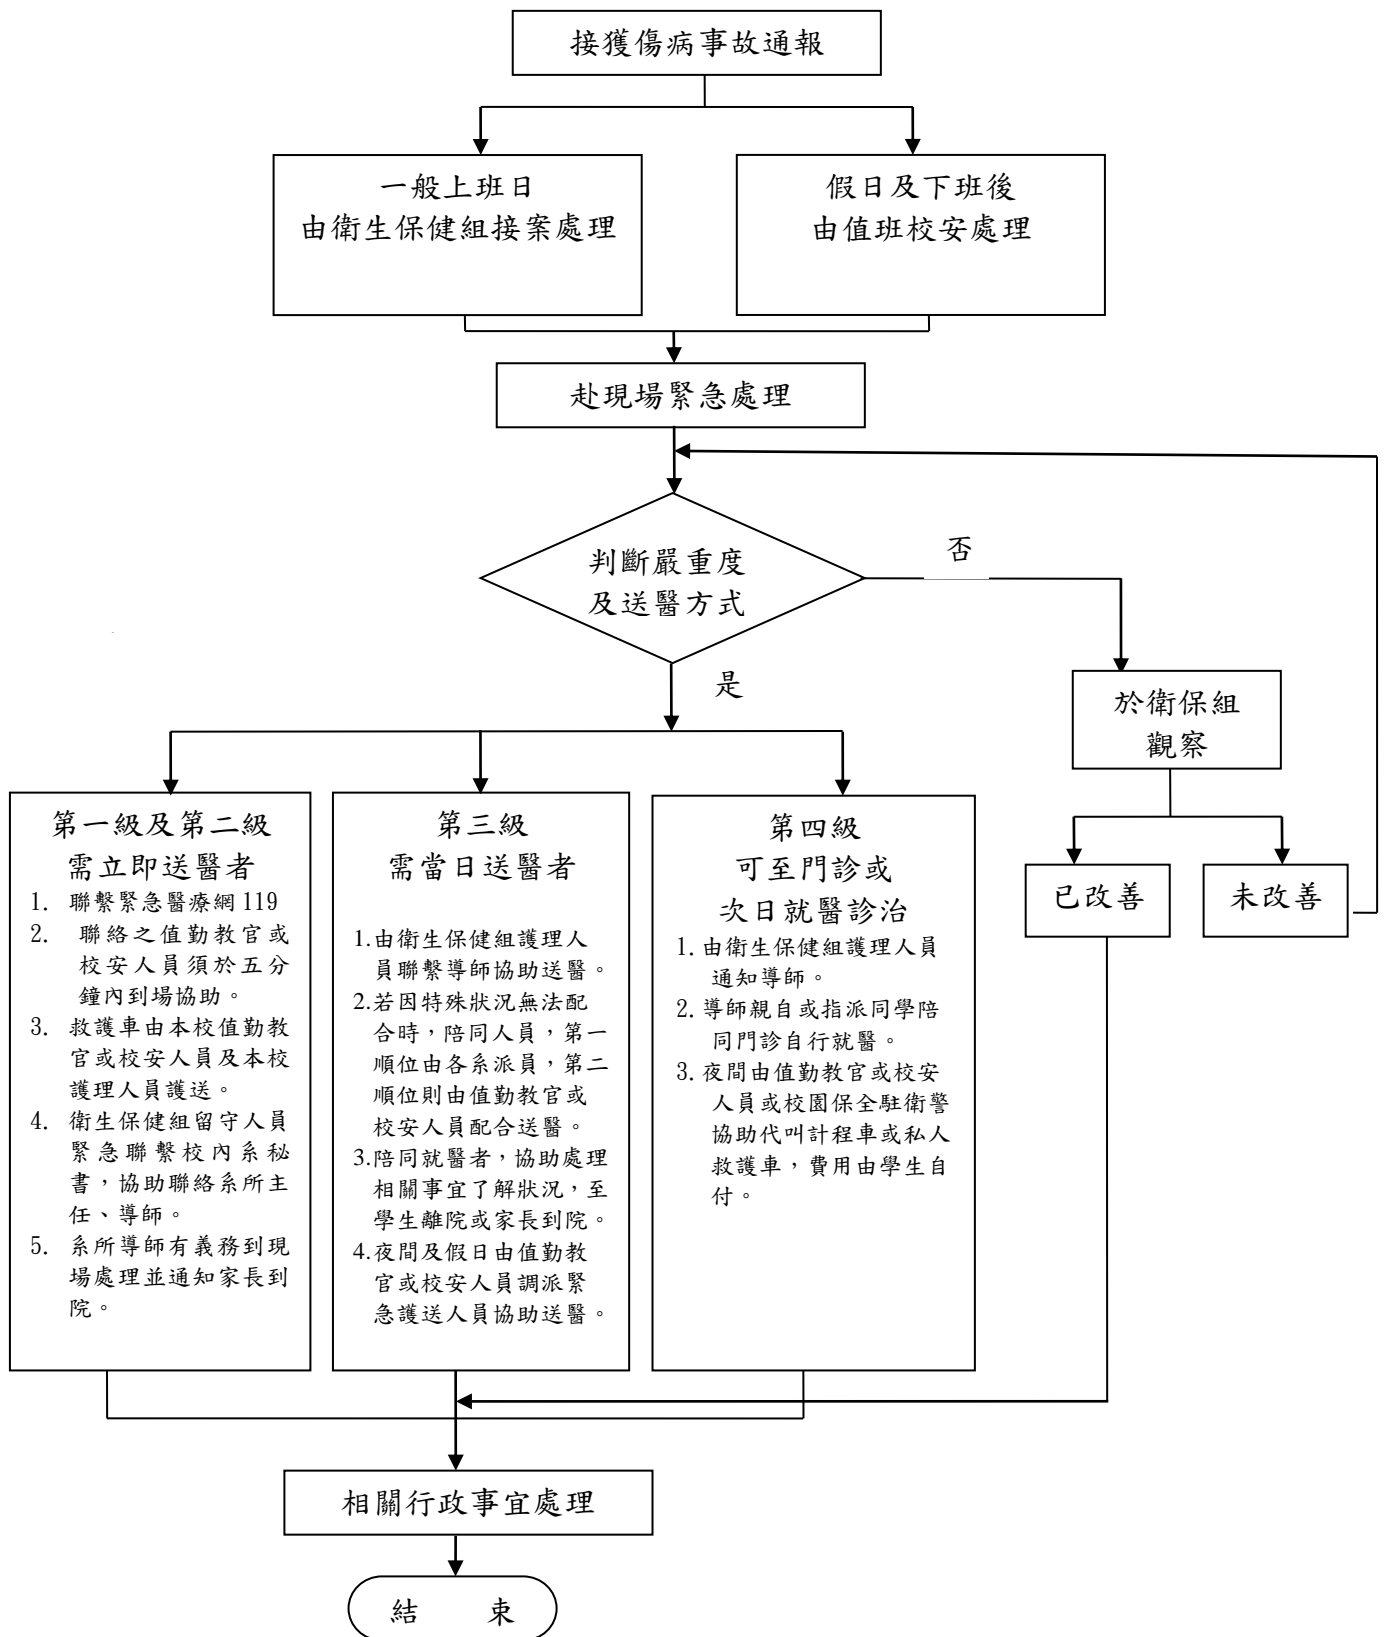 接獲傷病事故通報
一般上班日
由衛生保健組接案處理
假日及下班後
由值班校安處理
赴現場緊急處理
判斷嚴重度
及送醫方式
否
是
於衛保組
觀察
已改善
未改善
第一級及第二級
需立即送醫者
1. 聯繫緊急醫療網119
2. 聯絡之值勤教官或
校安人員須於五分
鐘內到場協助。
3. 救護車由本校值勤教
官或校安人員及本校
護理人員護送。
4. 衛生保健組留守人員
緊急聯繫校內系秘
書,協助聯絡系所主
任、導師。
5. 系所導師有義務到現
場處理並通知家長到
院。
第三級
需當日送醫者
1.由衛生保健組護理人
員聯繫導師協助送醫。
2.若因特殊狀況無法配
合時,陪同人員,第一
順位由各系派員,第二
順位則由值勤教官或
校安人員配合送醫。
3.陪同就醫者,協助處理
相關事宜了解狀況,至
學生離院或家長到院。
4.夜間及假日由值勤教
官或校安人員調派緊
急護送人員協助送醫。
第四級
可至門診或
次日就醫診治
1.由衛生保健組護理人員
通知導師。
2.導師親自或指派同學陪
同門診自行就醫。
3.夜間由值勤教官或校安
人員或校園保全駐衛警
協助代叫計程車或私人
救護車,費用由學生自
付。
相關行政事宜處理
結 束